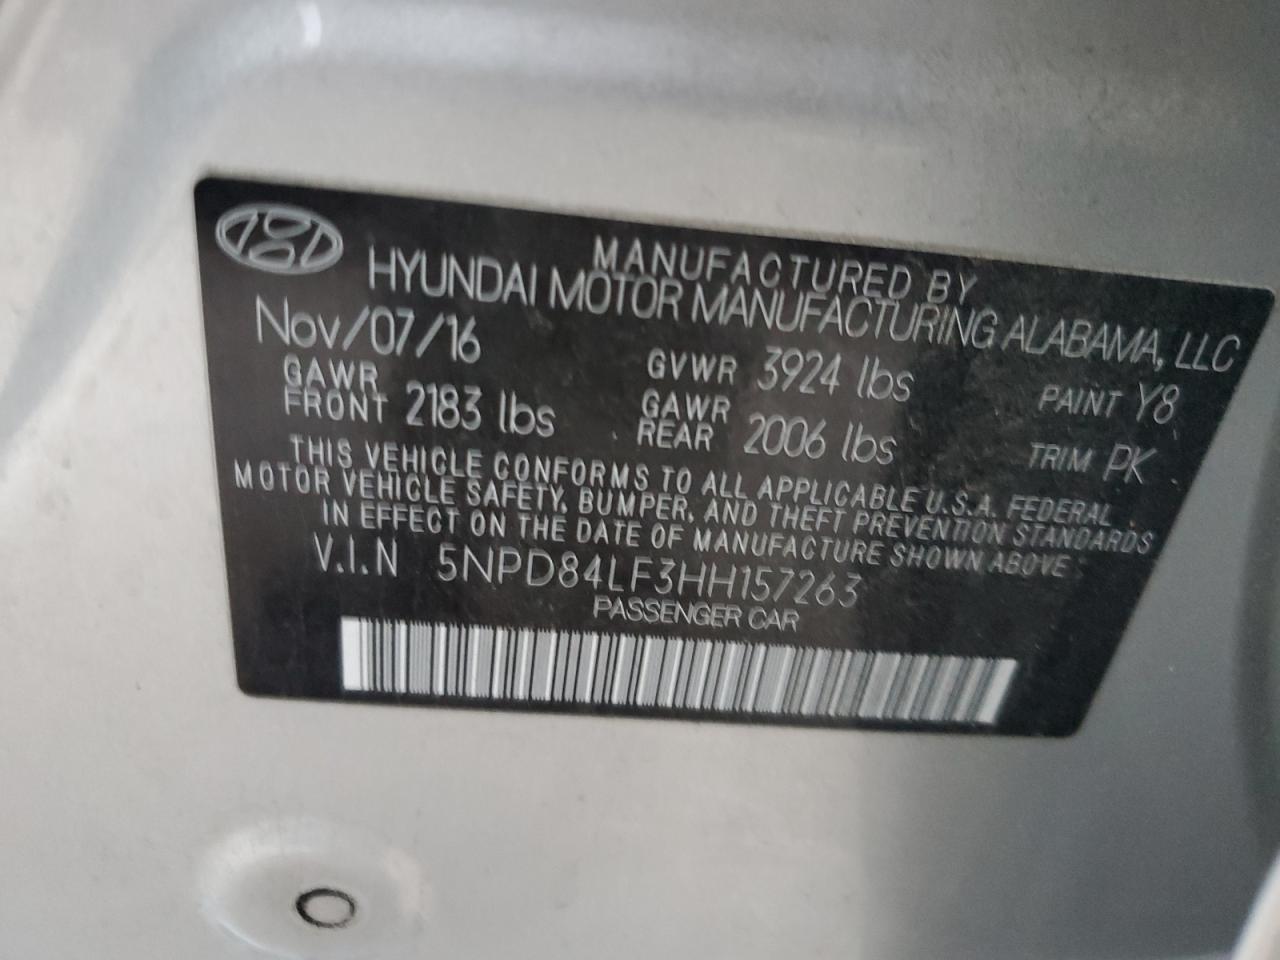 MANUFACTURED BY
HYUNDAI MOTOR MANUFACTURING ALABAMA, LLC
Nov/07/16 GVWR 3924 lbs PAINT Y8
GAWR FRONT 2183 lbs GAWR REAR 2006 lbs TRIM PK
THIS VEHICLE CONFORMS TO ALL APPLICABLE U.S.A. FEDERAL
MOTOR VEHICLE SAFETY, BUMPER, AND THEFT PREVENTION STANDARDS
IN EFFECT ON THE DATE OF MANUFACTURE SHOWN ABOVE:
V.I.N 5NPD84LF3HH157263
PASSENGER CAR